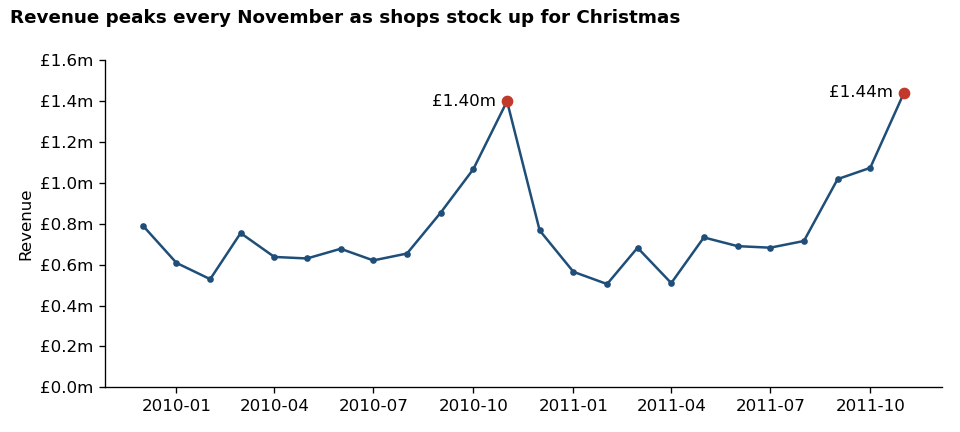 Revenue peaks every November as shops stock up for Christmas
£1.6m
£1.4m
£1.2m
£1.0m
£0.8m
£0.6m
£0.4m
£0.2m
£0.0m
Revenue
£1.40m
£1.44m
2010-01
2010-04
2010-07
2010-10
2011-01
2011-04
2011-07
2011-10